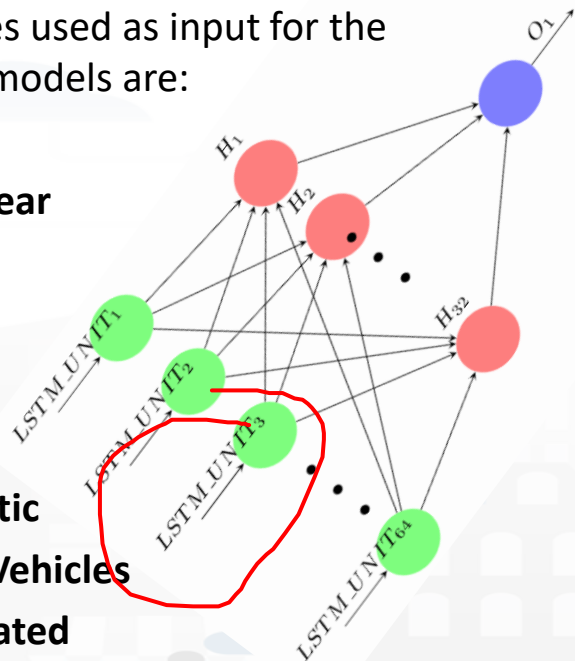 es used as input for the
models are:
O₁
H₁
ear
H₂
H₃₂
LSTM_UNIT₁
LSTM_UNIT₂
LSTM_UNIT₃
tic
LSTM_UNIT₆₄
Vehicles
ated